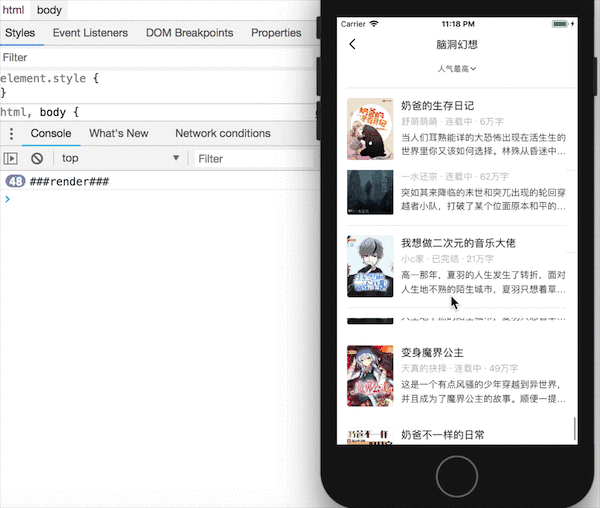 html body
Styles Event Listeners DOM Breakpoints Properties
Filter
element.style {
}
html, body {
Console What's New Network conditions
top Filter
48 ###render###
Carrier 11:18 PM
脑洞幻想
人气最高
奶爸的生存日记
舒萌萌萌 · 连载中 · 6万字
当人们耳熟能详的大恐怖出现在活生生的
世界里你又该如何选择。林殊从昏迷中…
一水还宗 · 连载中 · 62万字
突如其来降临的末世和突兀出现的轮回穿
越者小队，打破了某个位面原本和平的…
我想做二次元的音乐大佬
小c家 · 已完结 · 21万字
高一那年，夏羽的人生发生了转折，面对
人生地不熟的陌生城市，夏羽只想着草…
变身魔界公主
天真的抉择 · 连载中 · 49万字
这是一个有点风骚的少年穿越到异世界，
并且成为了魔界公主的故事。顺便一提…
奶爸不一样的日常